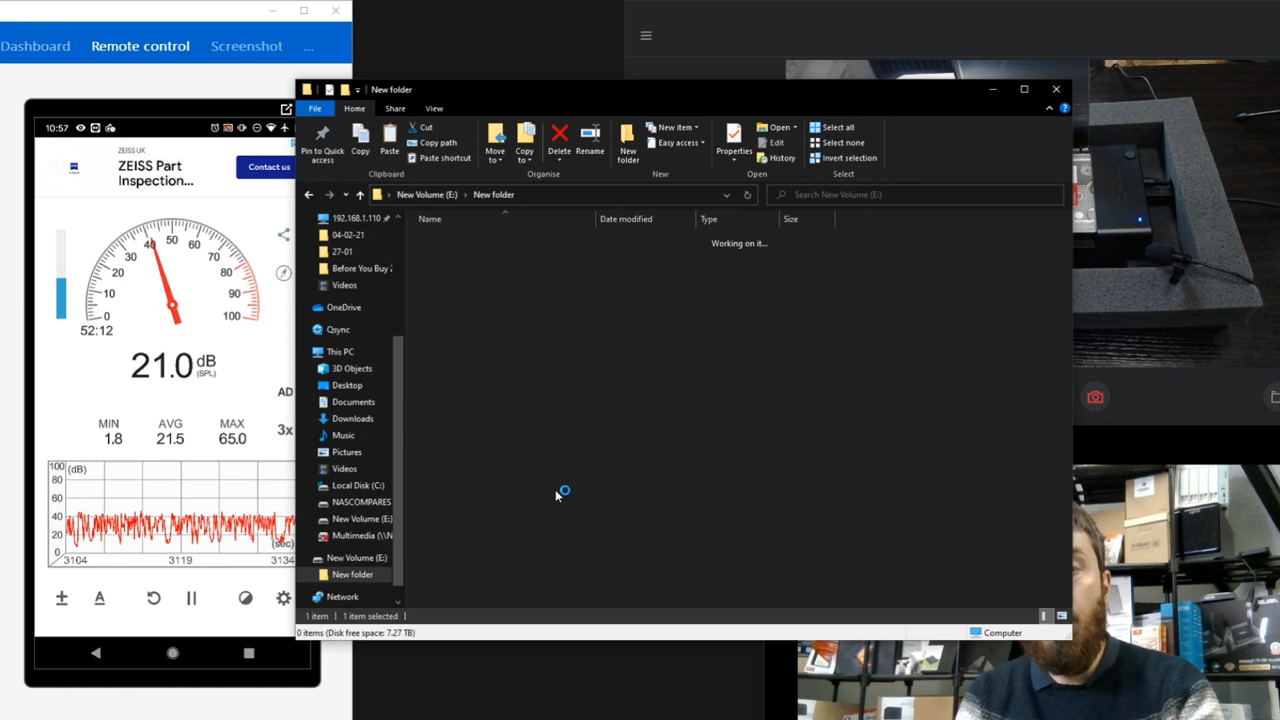 Dashboard Remote control Screenshot ...
10:57
ZEISS UK
ZEISS Part
Inspection...
Contact us
0 10 20 30 40 50 60 70 80 90 100
52:12
21.0 dB
(SPL)
AD
MIN AVG MAX
1.8 21.5 65.0
3x
100 (dB)
80
60
40
20
0
(sec)
3104 3119 3134
New folder
File Home Share View
Pin to Quick access
Copy
Paste
Cut
Copy path
Paste shortcut
Clipboard
Move to
Copy to
Delete
Rename
Organise
New folder
New item
Easy access
New
Properties
Open
Edit
History
Open
Select all
Select none
Invert selection
Select
New Volume (E:) > New folder
Search New Volume (E:)
Name Date modified Type Size
Working on it...
192.168.1.110
04-02-21
27-01
Before You Buy
Videos
OneDrive
Qsync
This PC
3D Objects
Desktop
Documents
Downloads
Music
Pictures
Videos
Local Disk (C:)
NASCOMPARES
New Volume (E:)
Multimedia (\\N
New Volume (E:)
New folder
Network
1 item 1 item selected
0 items (Disk free space: 7.27 TB)
Computer